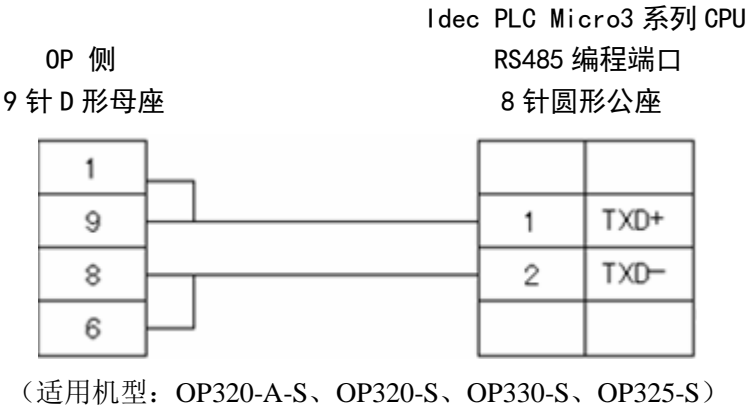 Idec PLC Micro3 系列 CPU
OP 侧 RS485 编程端口
9 针 D 形母座 8 针圆形公座
1
9 1 TXD+
8 2 TXD-
6
（适用机型：OP320-A-S、OP320-S、OP330-S、OP325-S）